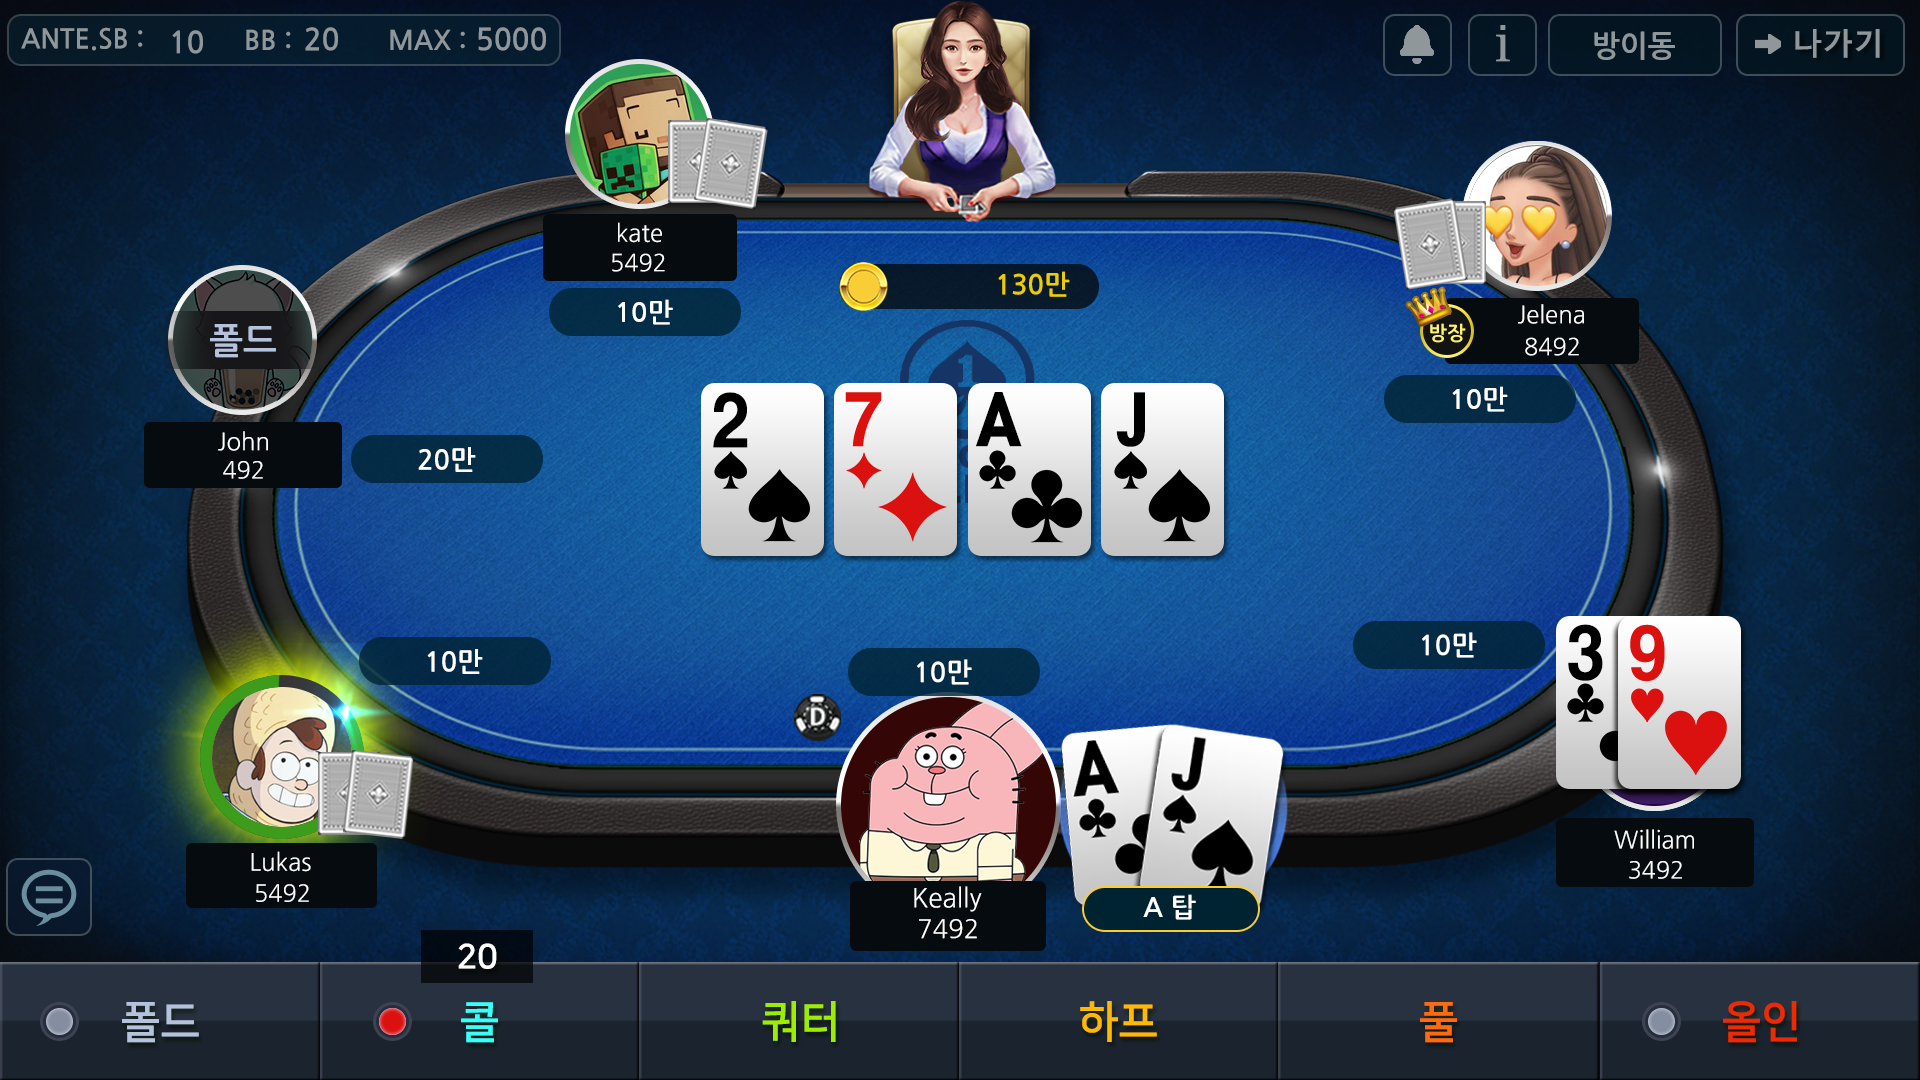 ANTE.SB : 10 BB : 20 MAX : 5000
i
방이동
나가기
kate
5492
10만
130만
Jelena
8492
방장
10만
폴드
John
492
20만
1
2
7
A
J
10만
10만
10만
3
9
D
A
J
William
3492
Lukas
5492
Keally
7492
A 탑
20
폴드
콜
쿼터
하프
풀
올인